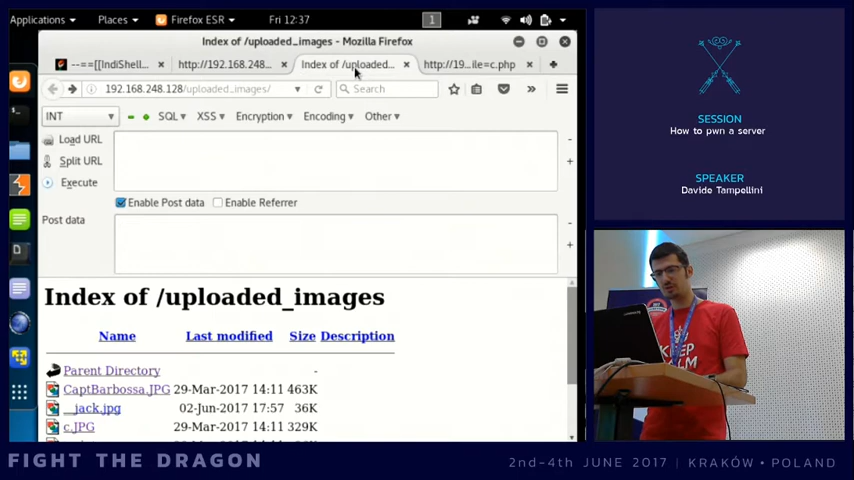 Applications Places Firefox ESR Fri 12:37 1
Index of /uploaded_images - Mozilla Firefox
--==[[IndiShell... http://192.168.248... Index of /uploaded... http://19...ile=c.php
192.168.248.128/uploaded_images/ Search
INT SQL XSS Encryption Encoding Other
Load URL
Split URL
Execute
Enable Post data Enable Referrer
Post data
Index of /uploaded_images
Name Last modified Size Description
Parent Directory -
CaptBarbossa.JPG 29-Mar-2017 14:11 463K
__jack.jpg 02-Jun-2017 17:57 36K
c.JPG 29-Mar-2017 14:11 329K
SESSION
How to pwn a server
SPEAKER
Davide Tampellini
KEEP
CALM
FIGHT THE DRAGON
2nd-4th JUNE 2017 | KRAKÓW • POLAND